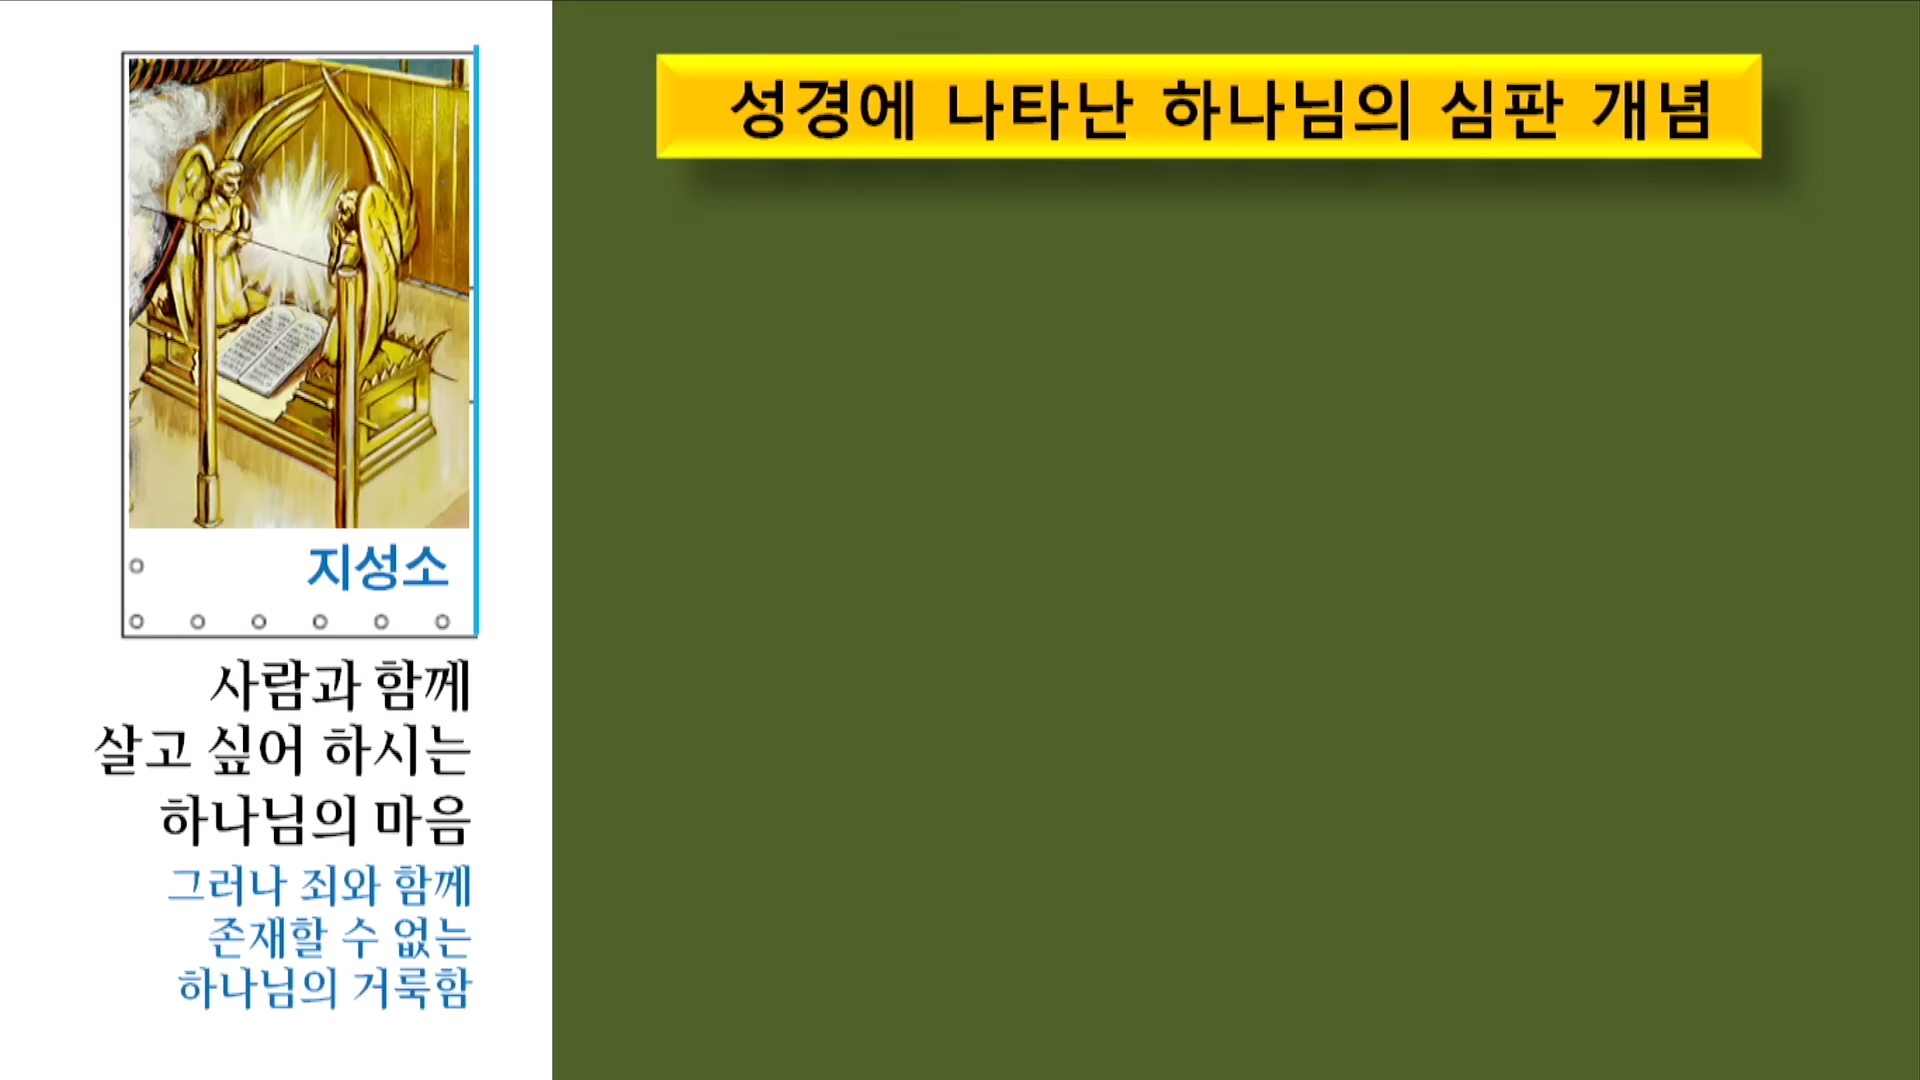 성경에 나타난 하나님의 심판 개념
지성소
사람과 함께
살고 싶어 하시는
하나님의 마음
그러나 죄와 함께
존재할 수 없는
하나님의 거룩함